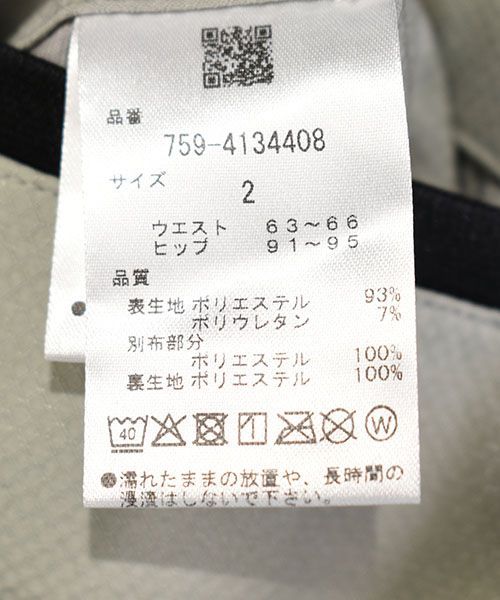 品番
759-4134408
サイズ
2
ウエスト 63～66
ヒップ 91～95
品質
表生地 ポリエステル 93%
ポリウレタン 7%
別布部分
ポリエステル 100%
裏生地 ポリエステル 100%
40 W
●濡れたままの放置や、長時間の
浸漬はしないで下さい。